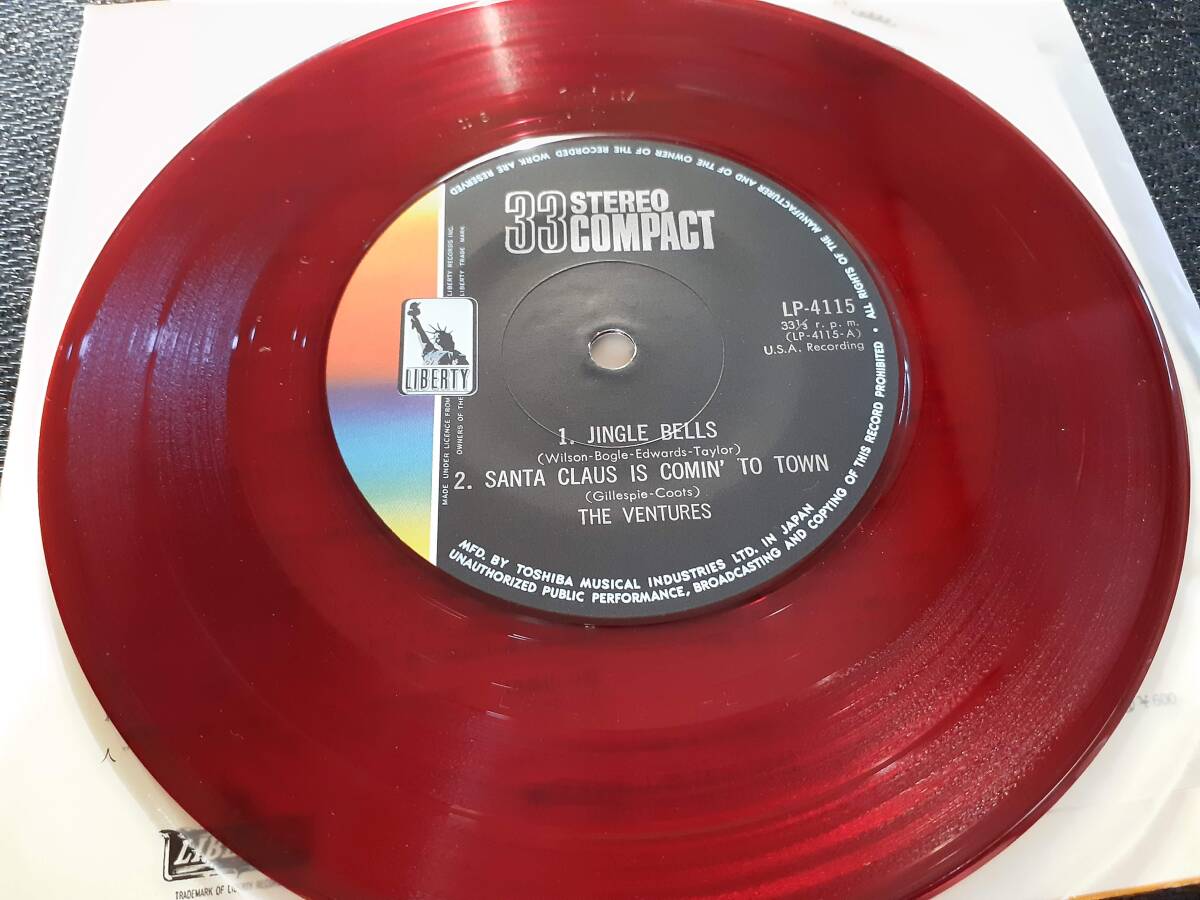 33 STEREO COMPACT
LP-4115
33⅓ r. p. m.
(LP-4115-A)
U.S.A. Recording
LIBERTY
MADE UNDER LICENCE FROM LIBERTY RECORDS INC.
OWNERS OF THE LIBERTY TRADE MARK
1. JINGLE BELLS
(Wilson-Bogle-Edwards-Taylor)
2. SANTA CLAUS IS COMIN' TO TOWN
(Gillespie-Coots)
THE VENTURES
MFD. BY TOSHIBA MUSICAL INDUSTRIES LTD. IN JAPAN
ALL RIGHTS OF THE MANUFACTURER AND OF THE OWNER OF THE RECORDED WORK ARE RESERVED
UNAUTHORIZED PUBLIC PERFORMANCE, BROADCASTING AND COPYING OF THIS RECORD PROHIBITED •
¥600
TRADEMARK OF